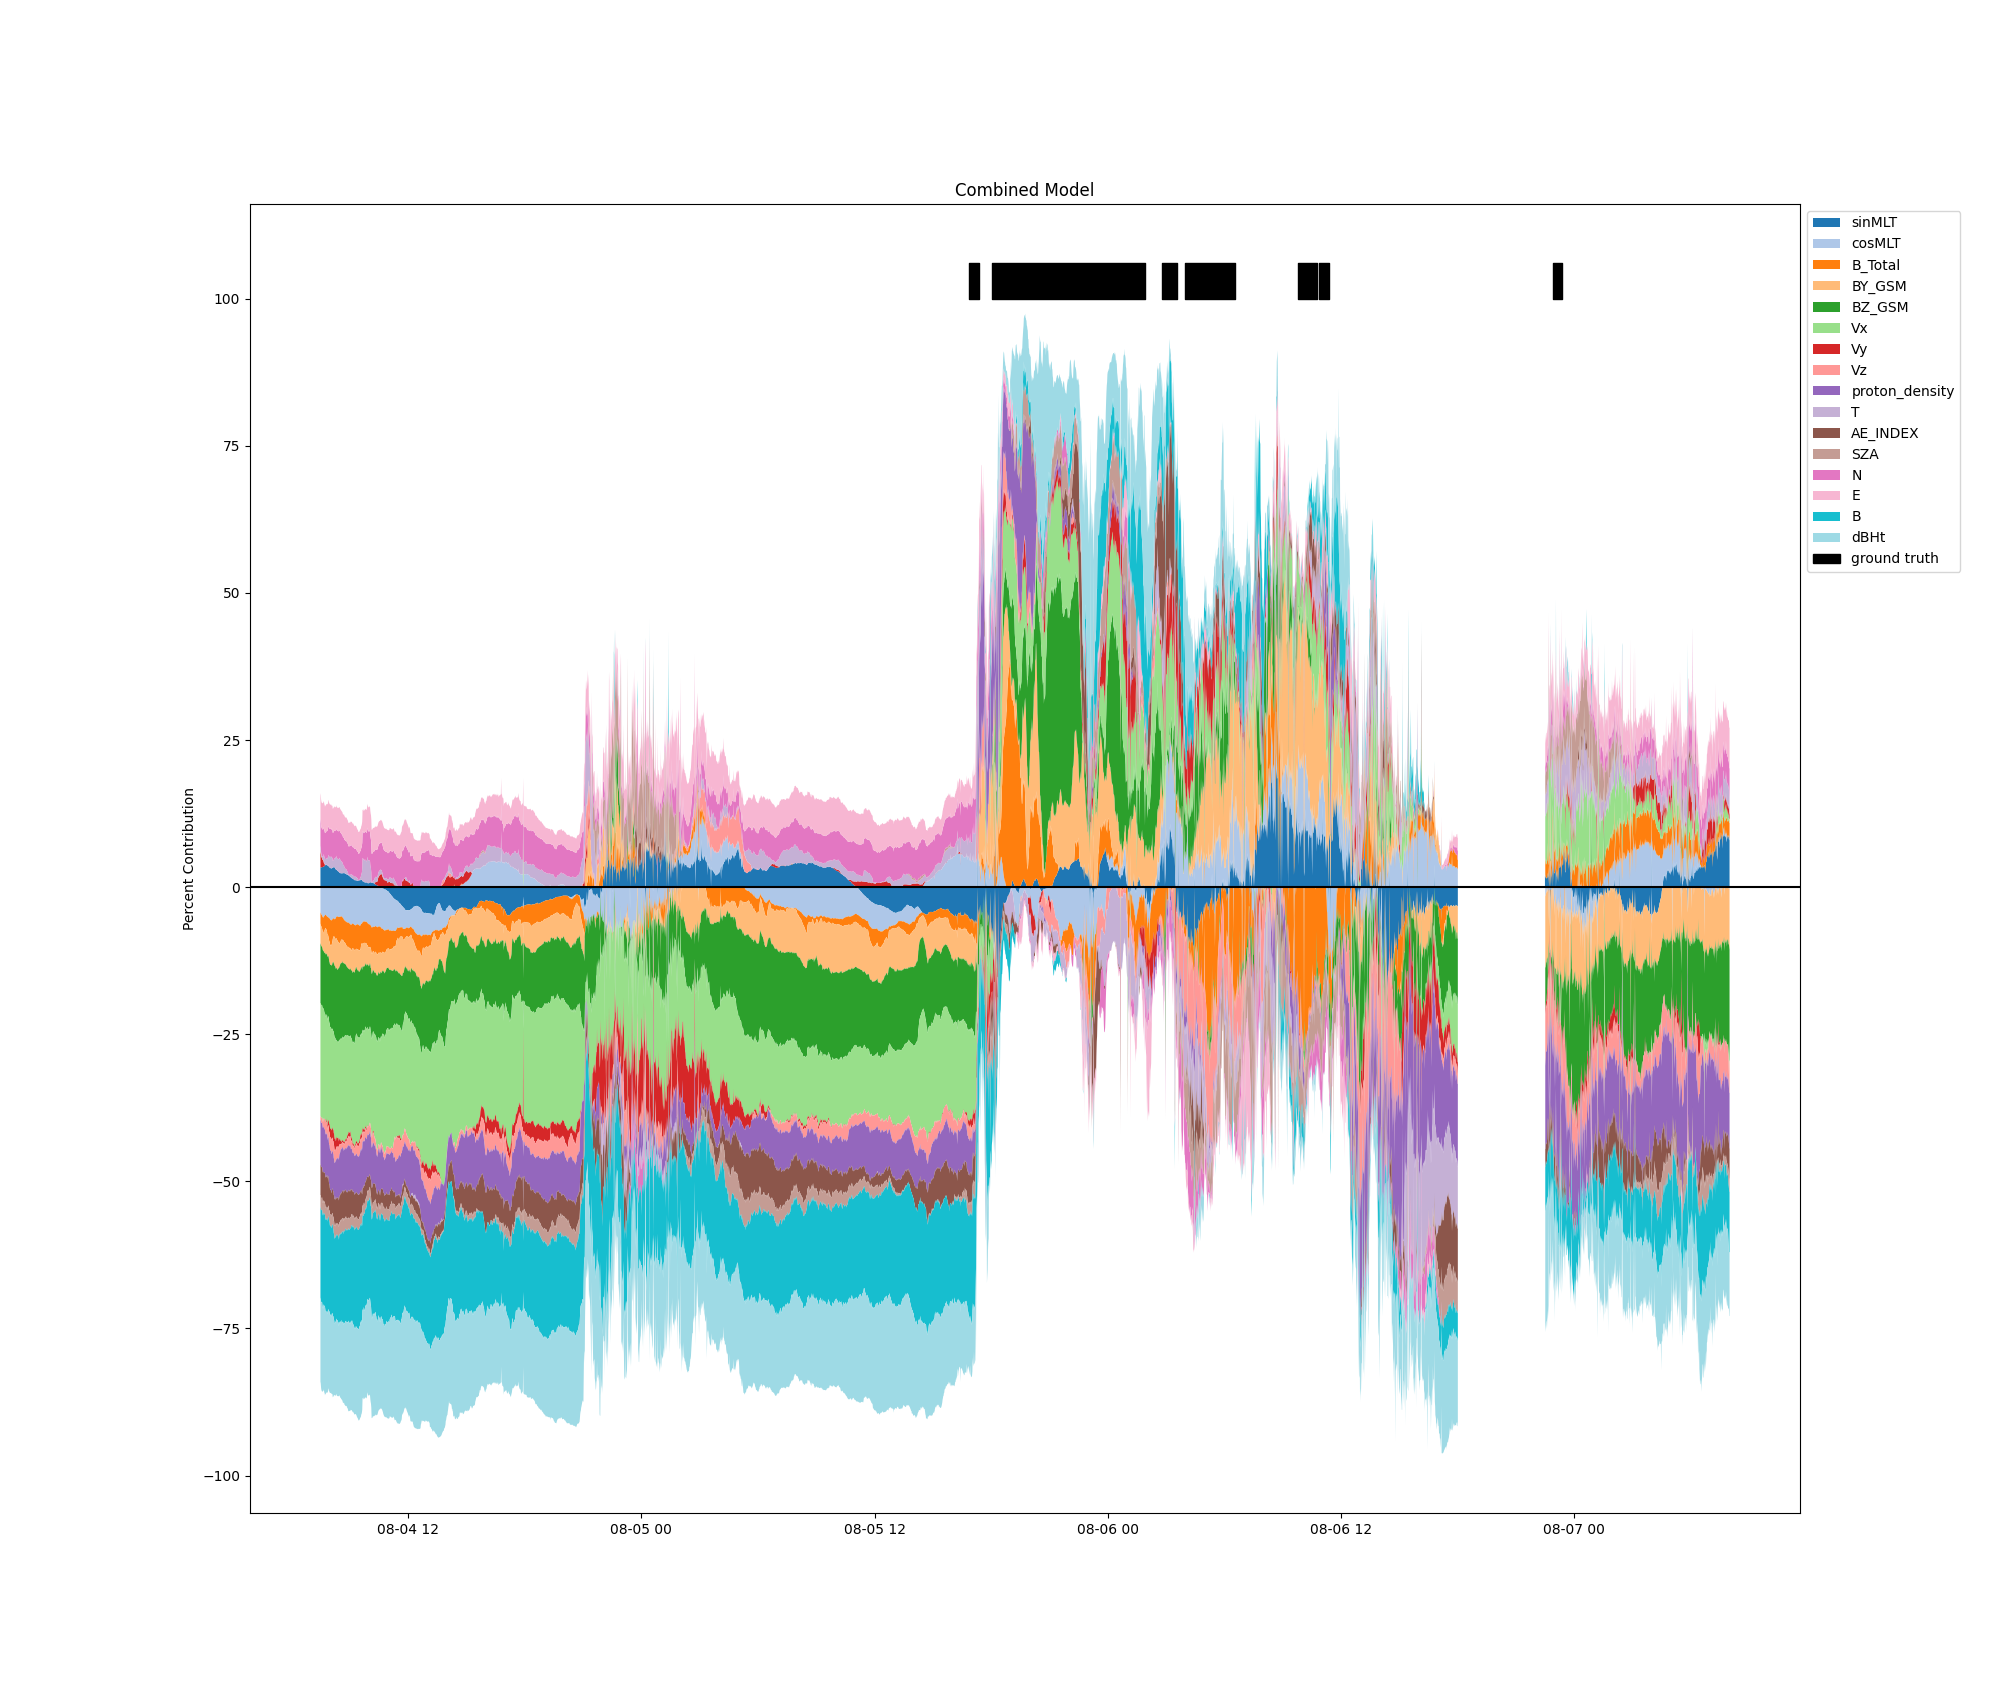 Combined Model
Percent Contribution
100
75
50
25
0
−25
−50
−75
−100
08-04 12
08-05 00
08-05 12
08-06 00
08-06 12
08-07 00
sinMLT
cosMLT
B_Total
BY_GSM
BZ_GSM
Vx
Vy
Vz
proton_density
T
AE_INDEX
SZA
N
E
B
dBHt
ground truth